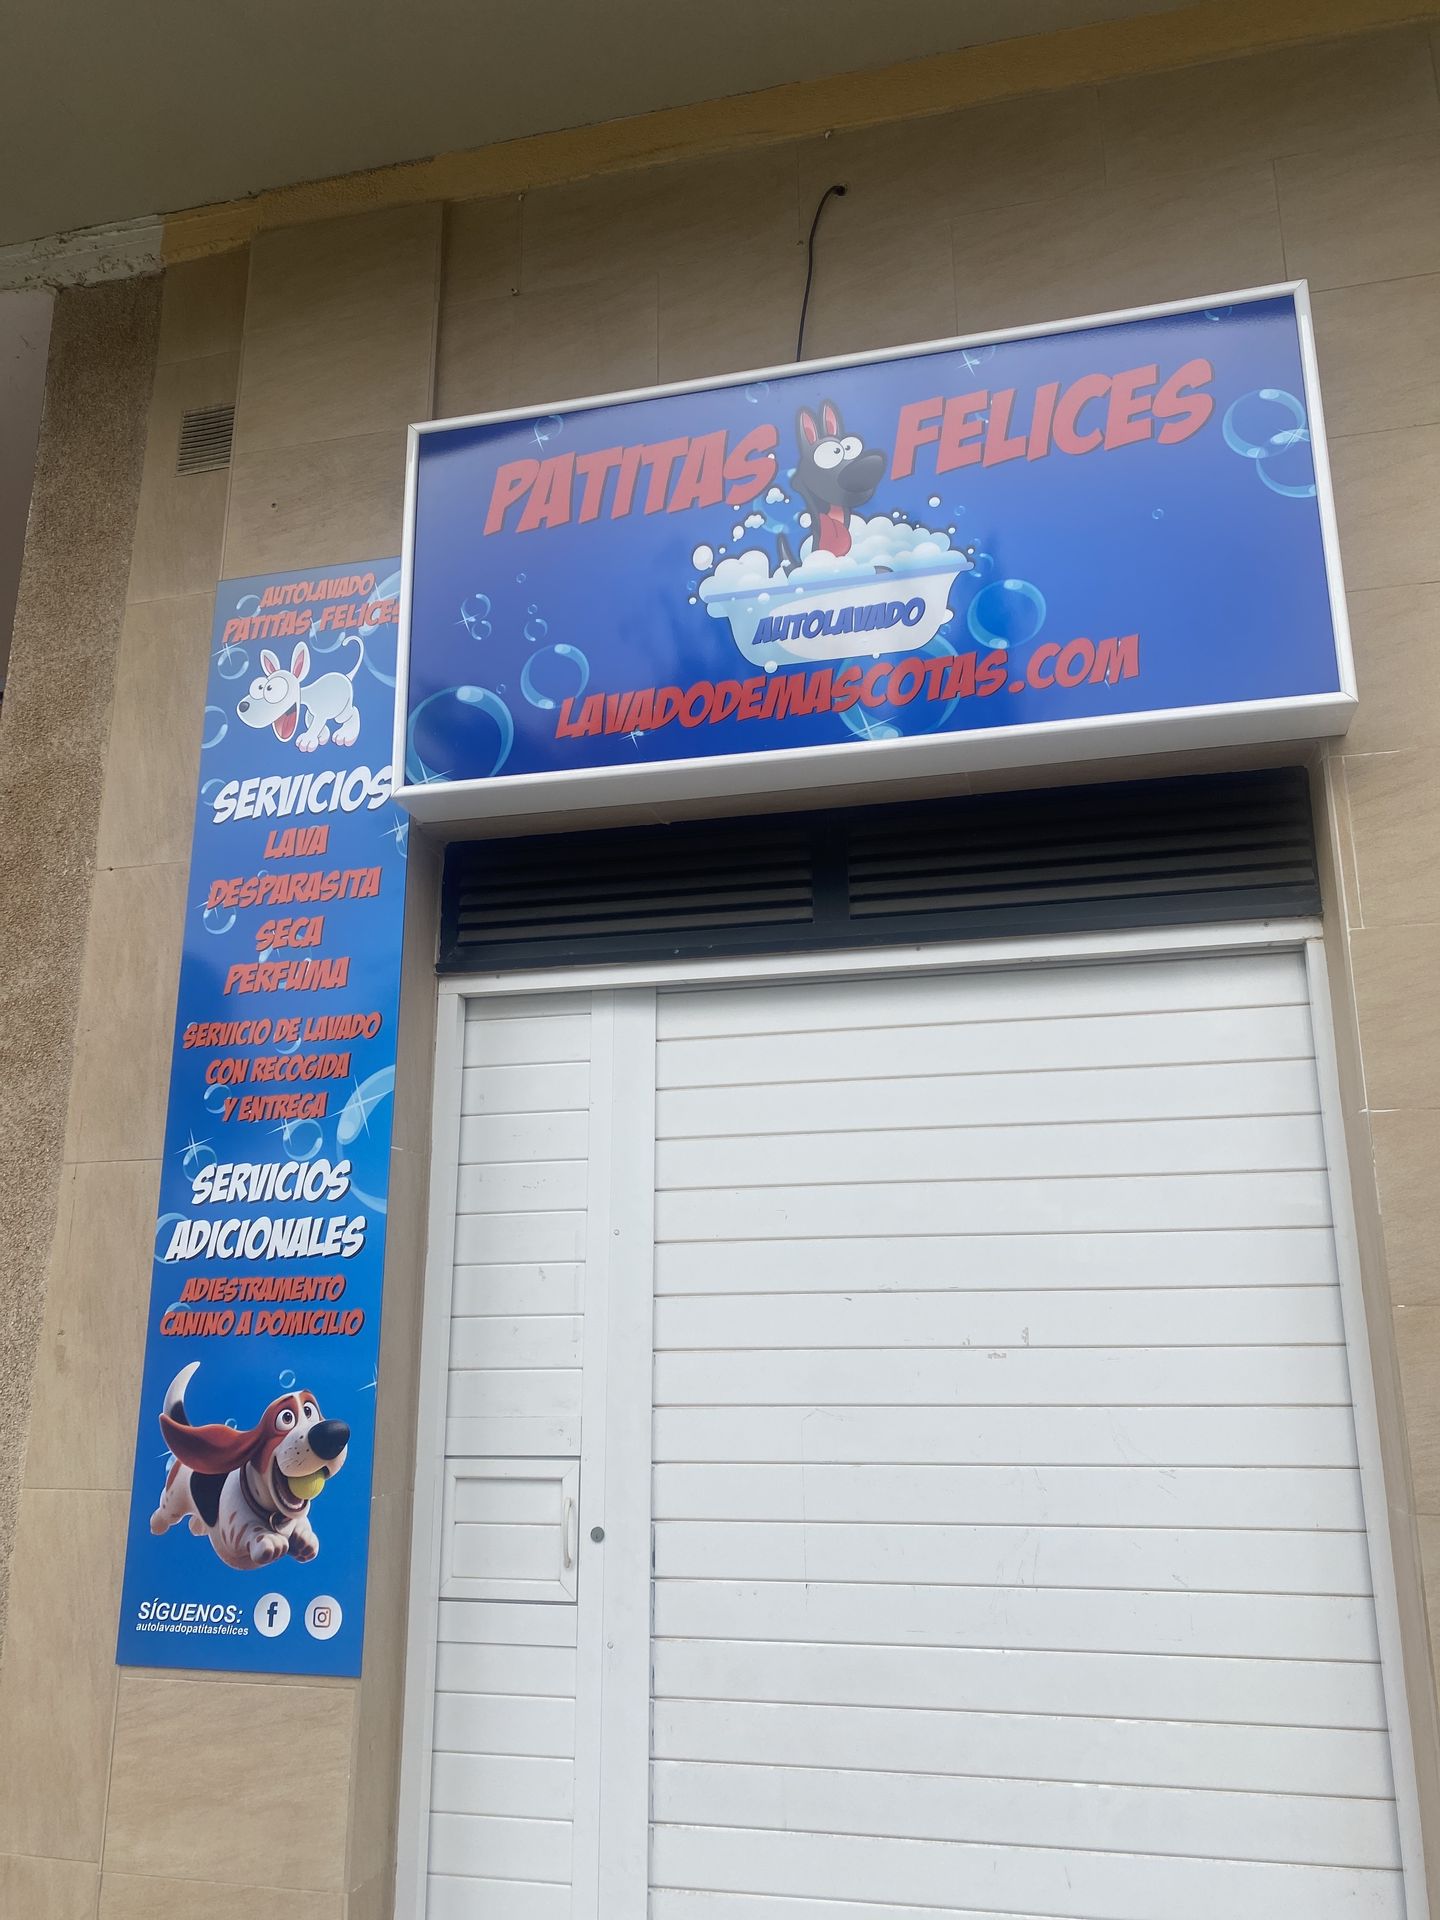 PATITAS FELICES
AUTOLAVADO
LAVADODEMASCOTAS.COM
AUTOLAVADO
PATITAS FELICES
SERVICIOS
LAVA
DESPARASITA
SECA
PERFUMA
SERVICIO DE LAVADO
CON RECOGIDA
Y ENTREGA
SERVICIOS
ADICIONALES
ADIESTRAMENTO
CANINO A DOMICILIO
SÍGUENOS:
autolavadopatitasfelices